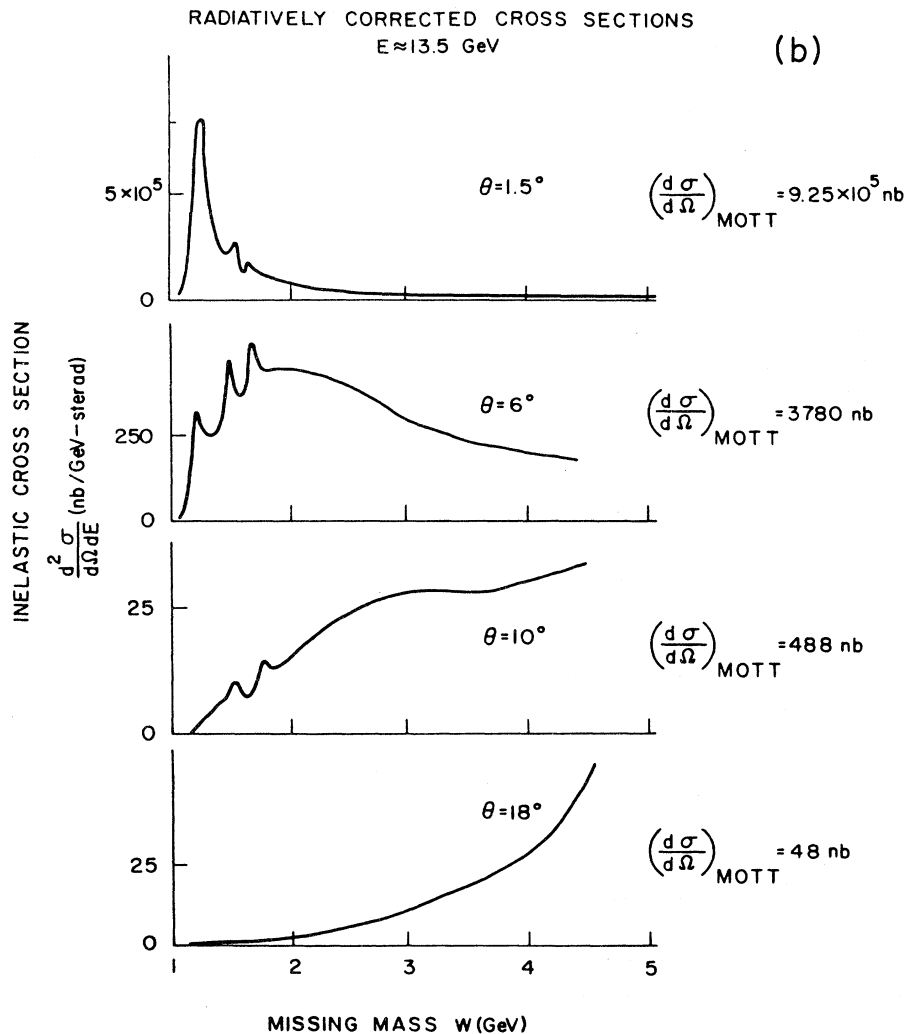 RADIATIVELY CORRECTED CROSS SECTIONS
E≈13.5 GeV
(b)
5×10⁵
0
θ=1.5°
(dσ/dΩ)MOTT =9.25×10⁵ nb
250
0
θ=6°
(dσ/dΩ)MOTT =3780 nb
25
0
θ=10°
(dσ/dΩ)MOTT =488 nb
25
0
θ=18°
(dσ/dΩ)MOTT =48 nb
1 2 3 4 5
MISSING MASS W(GeV)
INELASTIC CROSS SECTION
d²σ/dΩdE (nb/GeV-sterad)